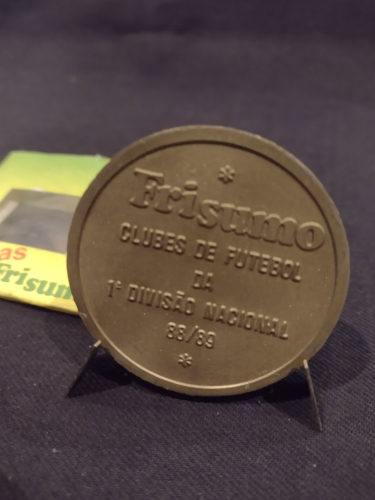 Frisumo
CLUBES DE FUTEBOL
DA
1ª DIVISÃO NACIONAL
88/89
as
Frisum